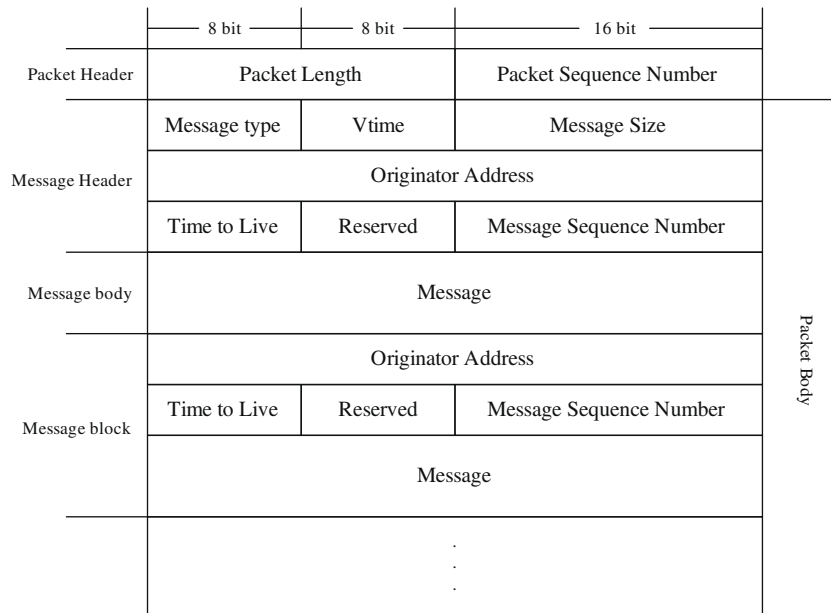 8 bit 8 bit 16 bit
Packet Header Packet Length Packet Sequence Number
Message type Vtime Message Size
Message Header Originator Address
Time to Live Reserved Message Sequence Number
Message body Message
Packet Body
Originator Address
Time to Live Reserved Message Sequence Number
Message block
Message
.
.
.